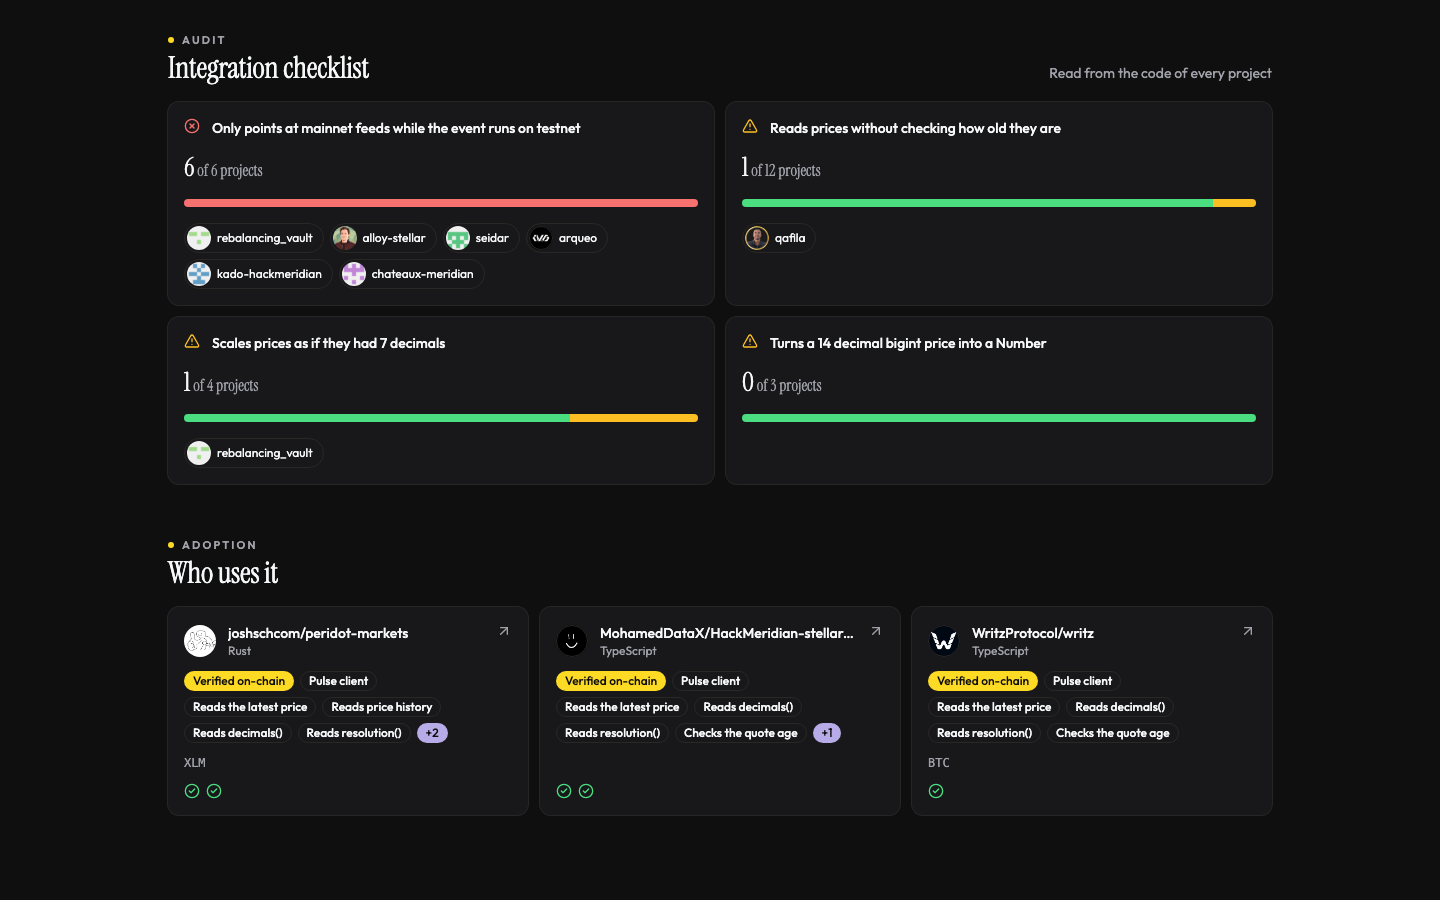 AUDIT
Integration checklist
Read from the code of every project
Only points at mainnet feeds while the event runs on testnet
6 of 6 projects
rebalancing_vault
alloy-stellar
seidar
arqueo
kado-hackmeridian
chateaux-meridian
Reads prices without checking how old they are
1 of 12 projects
qafila
Scales prices as if they had 7 decimals
1 of 4 projects
rebalancing_vault
Turns a 14 decimal bigint price into a Number
0 of 3 projects
ADOPTION
Who uses it
joshschcom/peridot-markets
Rust
Verified on-chain
Pulse client
Reads the latest price
Reads price history
Reads decimals()
Reads resolution()
+2
XLM
MohamedDataX/HackMeridian-stellar...
TypeScript
Verified on-chain
Pulse client
Reads the latest price
Reads decimals()
Reads resolution()
Checks the quote age
+1
WritzProtocol/writz
TypeScript
Verified on-chain
Pulse client
Reads the latest price
Reads decimals()
Reads resolution()
Checks the quote age
BTC